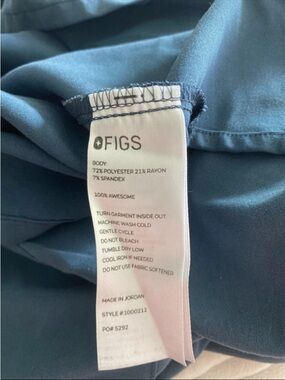 FIGS
BODY:
72% POLYESTER 21% RAYON
7% SPANDEX
100% AWESOME
TURN GARMENT INSIDE OUT
MACHINE WASH COLD
GENTLE CYCLE
DO NOT BLEACH
TUMBLE DRY LOW
COOL IRON IF NEEDED
DO NOT USE FABRIC SOFTENER
MADE IN JORDAN
STYLE #1000212
PO# 5292